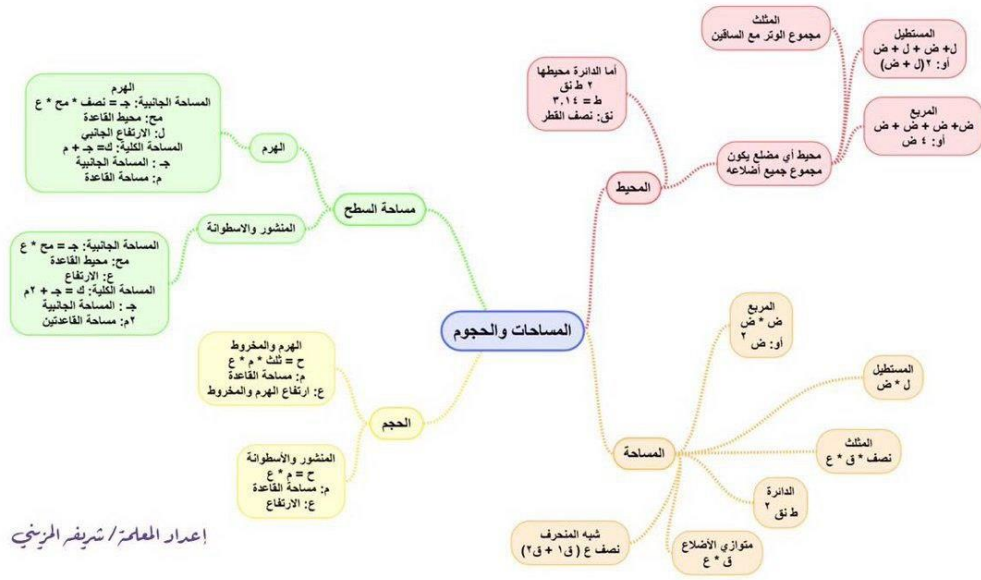 المساحات والحجوم
المحيط
محيط أي مضلع يكون
مجموع جميع أضلاعه
المثلث
مجموع الوتر مع الساقين
المستطيل
ل+ ض + ل + ض
أو: ٢(ل + ض)
المربع
ض+ ض + ض + ض
أو: ٤ ض
أما الدائرة محيطها
٢ ط نق
ط = ٣.١٤
نق: نصف القطر
المساحة
المربع
ض * ض
أو: ض ٢
المستطيل
ل * ض
المثلث
نصف * ق * ع
الدائرة
ط نق ٢
متوازي الأضلاع
ق * ع
شبه المنحرف
نصف ع ( ق١ + ق٢)
مساحة السطح
الهرم
الهرم
المساحة الجانبية: جـ = نصف * مح * ع
مح: محيط القاعدة
ل: الارتفاع الجانبي
المساحة الكلية: ك= جـ + م
جـ : المساحة الجانبية
م: مساحة القاعدة
المنشور والاسطوانة
المساحة الجانبية: جـ = مح * ع
مح: محيط القاعدة
ع: الارتفاع
المساحة الكلية: ك = جـ + ٢م
جـ : المساحة الجانبية
٢م: مساحة القاعدتين
الحجم
الهرم والمخروط
ح = ثلث * م * ع
م: مساحة القاعدة
ع: ارتفاع الهرم والمخروط
المنشور والأسطوانة
ح = م * ع
م: مساحة القاعدة
ع: الارتفاع
إعداد المعلمة / شريفه المزيني